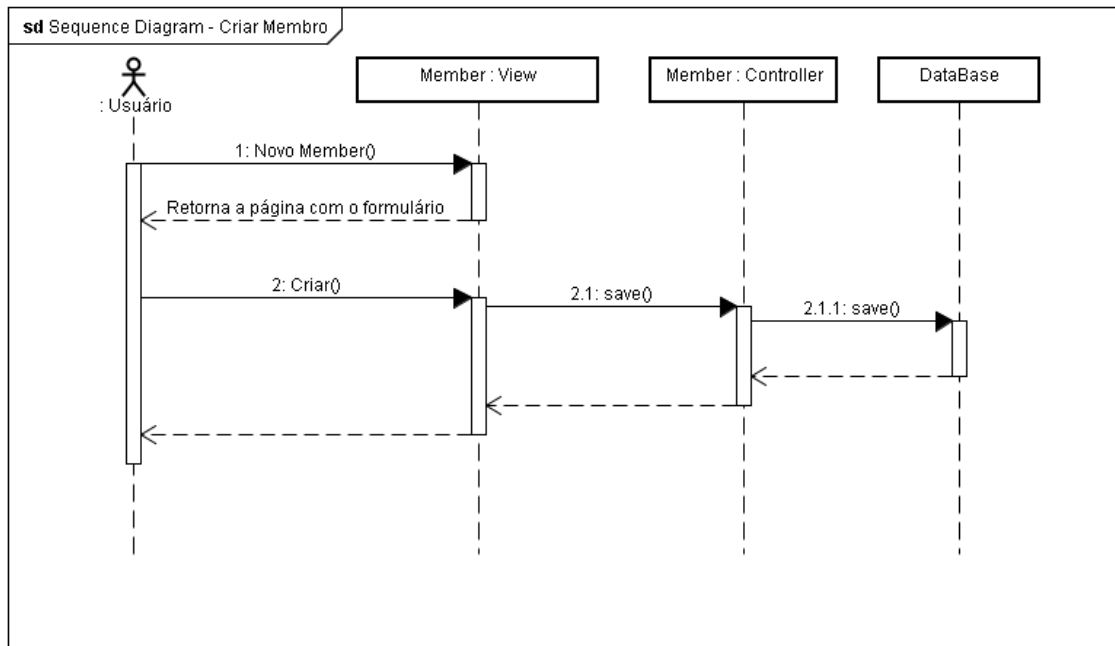 sd Sequence Diagram - Criar Membro
: Usuário
Member : View
Member : Controller
DataBase
1: Novo Member()
Retorna a página com o formulário
2: Criar()
2.1: save()
2.1.1: save()